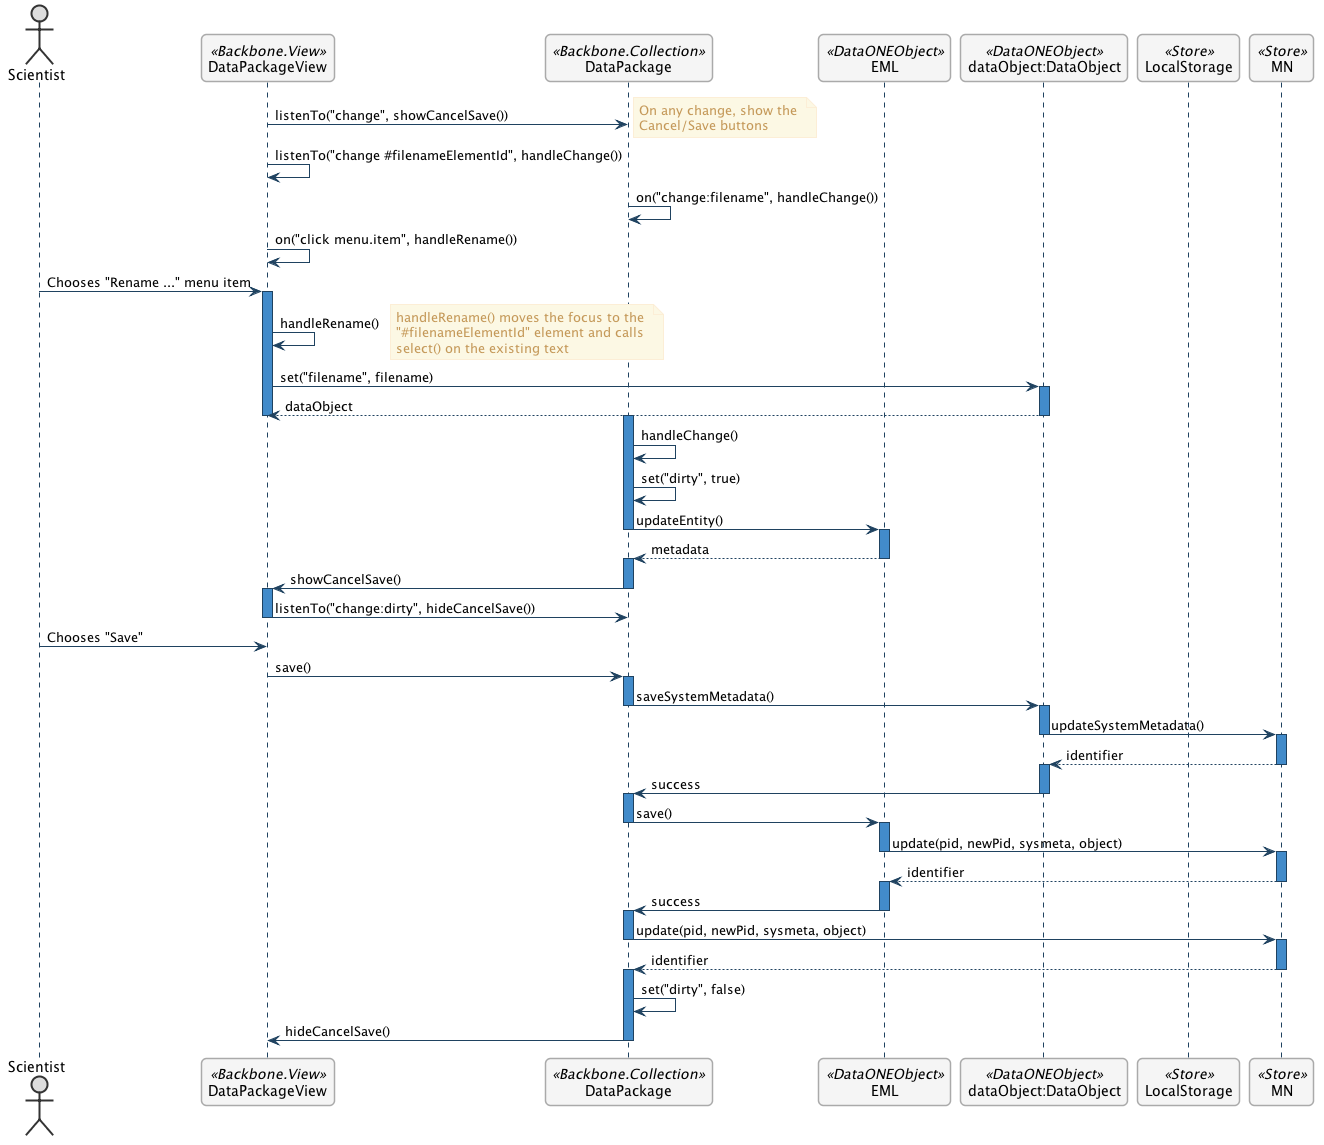 Scientist
«Backbone.View»
DataPackageView
«Backbone.Collection»
DataPackage
«DataONEObject»
EML
«DataONEObject»
dataObject:DataObject
«Store»
LocalStorage
«Store»
MN
listenTo("change", showCancelSave())
On any change, show the
Cancel/Save buttons
listenTo("change #filenameElementId", handleChange())
on("change:filename", handleChange())
on("click menu.item", handleRename())
Chooses "Rename ..." menu item
handleRename()
handleRename() moves the focus to the
"#filenameElementId" element and calls
select() on the existing text
set("filename", filename)
dataObject
handleChange()
set("dirty", true)
updateEntity()
metadata
showCancelSave()
listenTo("change:dirty", hideCancelSave())
Chooses "Save"
save()
saveSystemMetadata()
updateSystemMetadata()
identifier
success
save()
update(pid, newPid, sysmeta, object)
identifier
success
update(pid, newPid, sysmeta, object)
identifier
set("dirty", false)
hideCancelSave()
Scientist
«Backbone.View»
DataPackageView
«Backbone.Collection»
DataPackage
«DataONEObject»
EML
«DataONEObject»
dataObject:DataObject
«Store»
LocalStorage
«Store»
MN